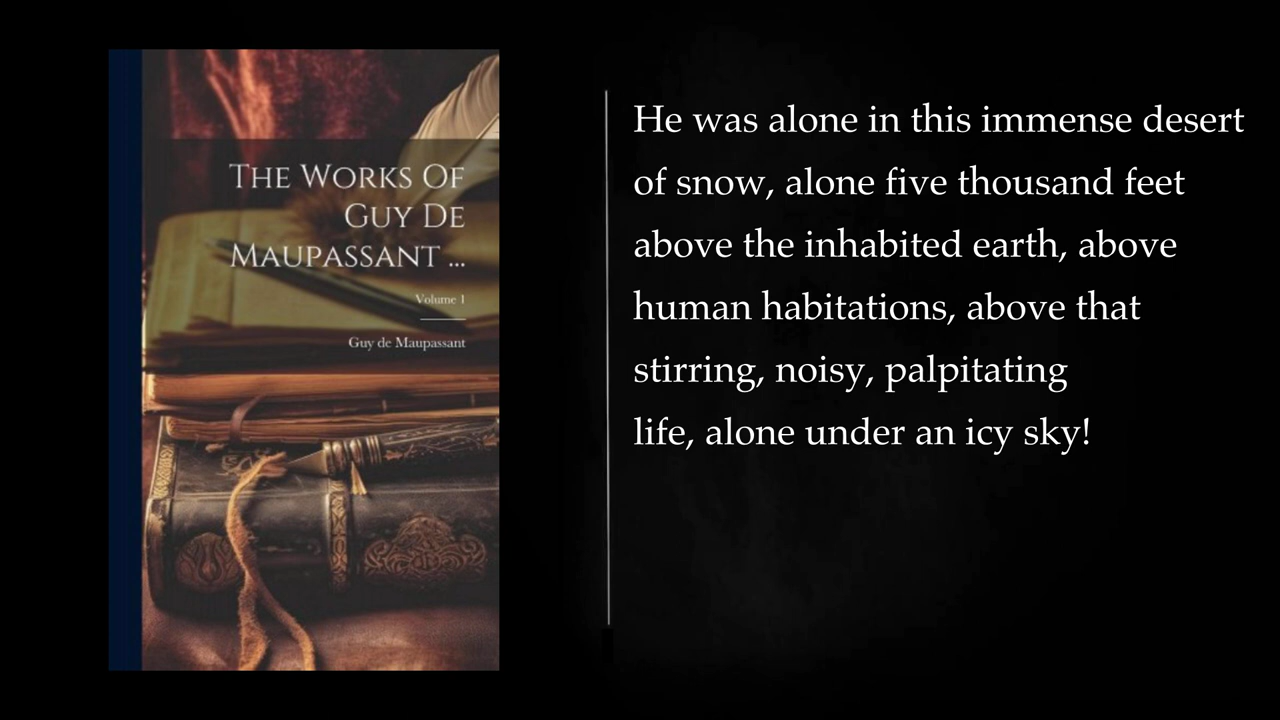 THE WORKS OF
GUY DE
MAUPASSANT ...
Volume 1
Guy de Maupassant
He was alone in this immense desert
of snow, alone five thousand feet
above the inhabited earth, above
human habitations, above that
stirring, noisy, palpitating
life, alone under an icy sky!